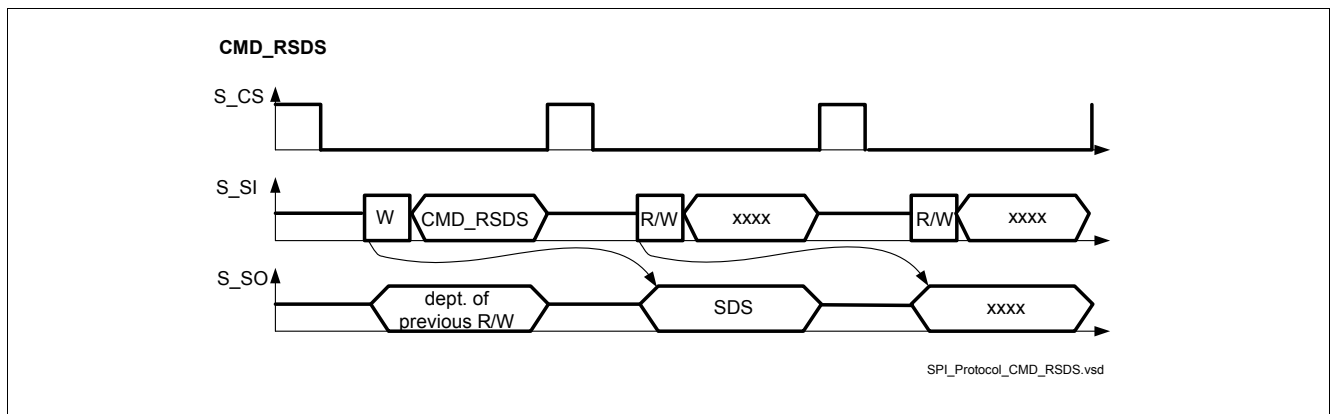 CMD_RSDS
S_CS
S_SI
W CMD_RSDS R/W xxxx R/W xxxx
S_SO
dept. of
previous R/W
SDS
xxxx
SPI_Protocol_CMD_RSDS.vsd